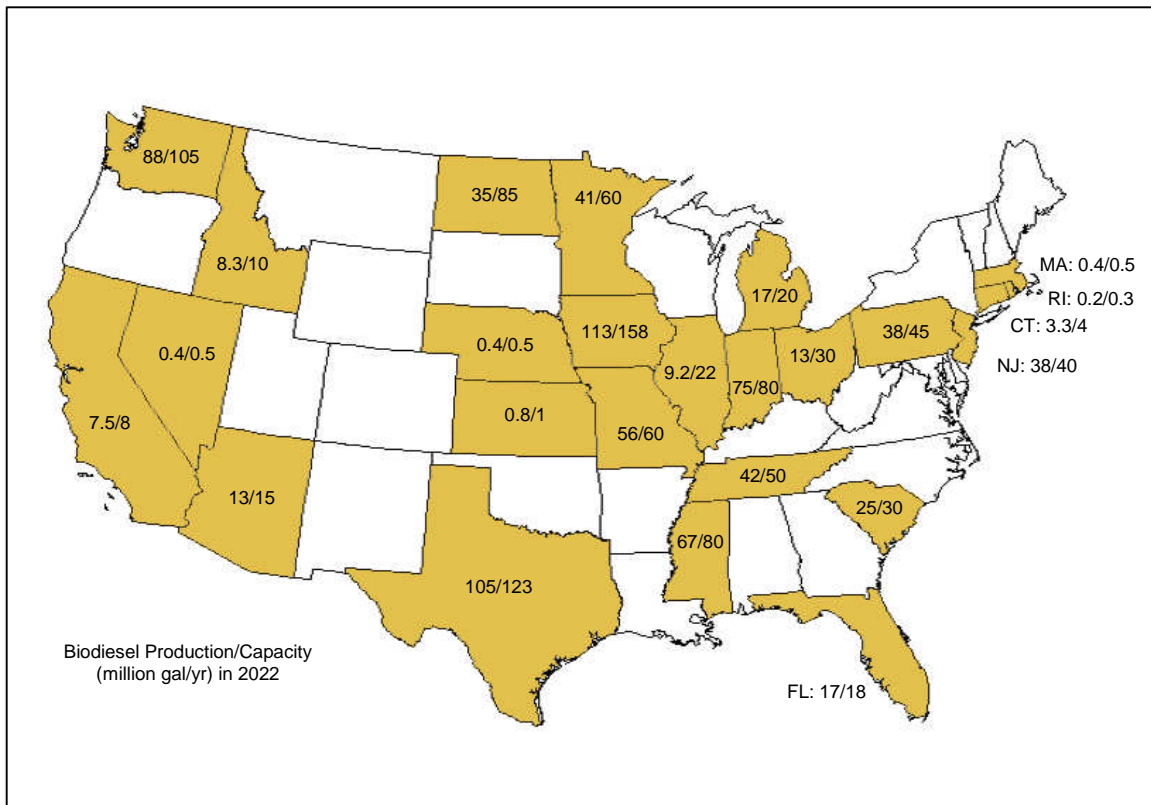 88/105
35/85
41/60
8.3/10
MA: 0.4/0.5
17/20
RI: 0.2/0.3
CT: 3.3/4
113/158
38/45
0.4/0.5
0.4/0.5
13/30
NJ: 38/40
9.2/22
75/80
7.5/8
0.8/1
56/60
42/50
13/15
25/30
67/80
105/123
Biodiesel Production/Capacity
(million gal/yr) in 2022
FL: 17/18